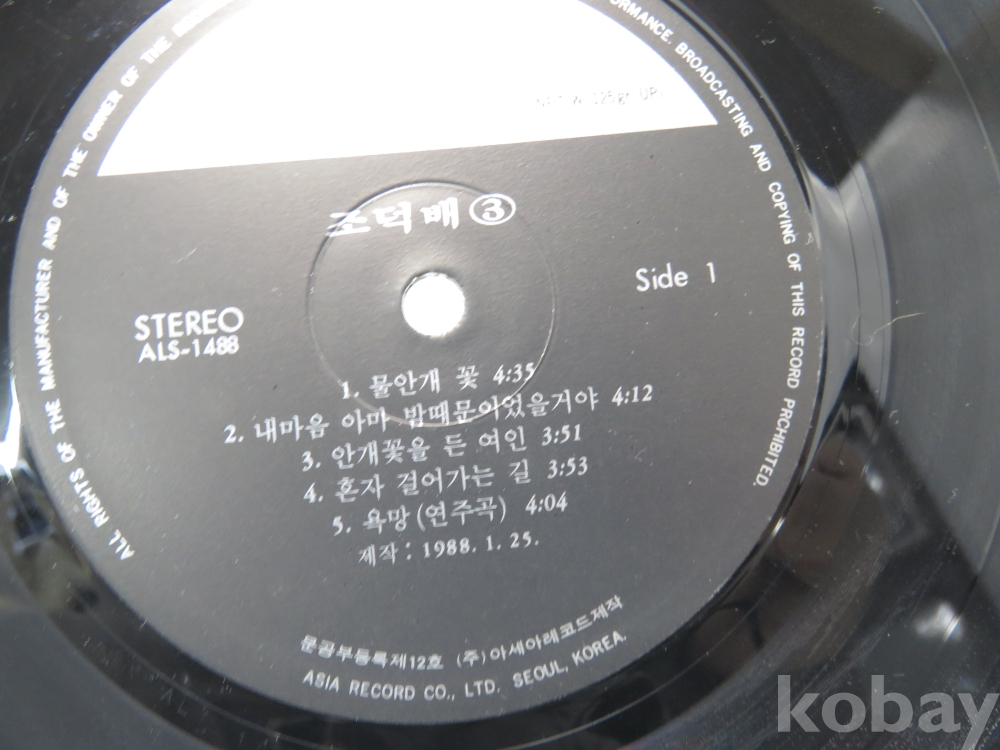 ALL RIGHTS OF THE MANUFACTURER AND OF THE OWNER OF THE
BROADCASTING AND COPYING OF THIS RECORD PRCHIBITED.
125gr UP
조덕배 ③
Side 1
STEREO
ALS-1488
1. 물안개 꽃 4:35
2. 내마음 아마 밤때문이었을거야 4:12
3. 안개꽃을 든 여인 3:51
4. 혼자 걸어가는 길 3:53
5. 욕망 (연주곡) 4:04
제작 : 1988. 1. 25.
문공부등록제12호 (주)아세아레코드제작
ASIA RECORD CO., LTD. SEOUL, KOREA.
kobay